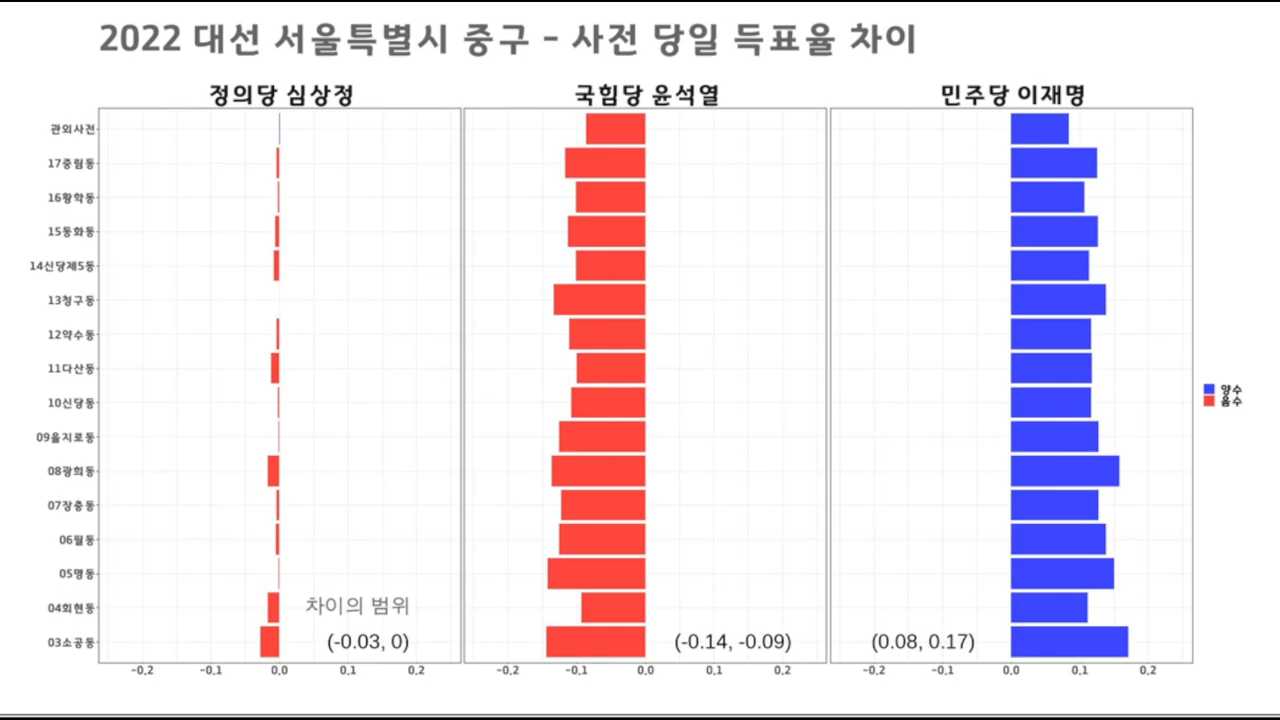 2022 대선 서울특별시 중구 - 사전 당일 득표율 차이
정의당 심상정
국힘당 윤석열
민주당 이재명
관외사전
17중림동
16황학동
15동화동
14신당제5동
13청구동
12약수동
11다산동
10신당동
09을지로동
08광희동
07장충동
06필동
05명동
04회현동
03소공동
차이의 범위
(-0.03, 0)
(-0.14, -0.09)
(0.08, 0.17)
양수
음수
-0.2 -0.1 0.0 0.1 0.2
-0.2 -0.1 0.0 0.1 0.2
-0.2 -0.1 0.0 0.1 0.2